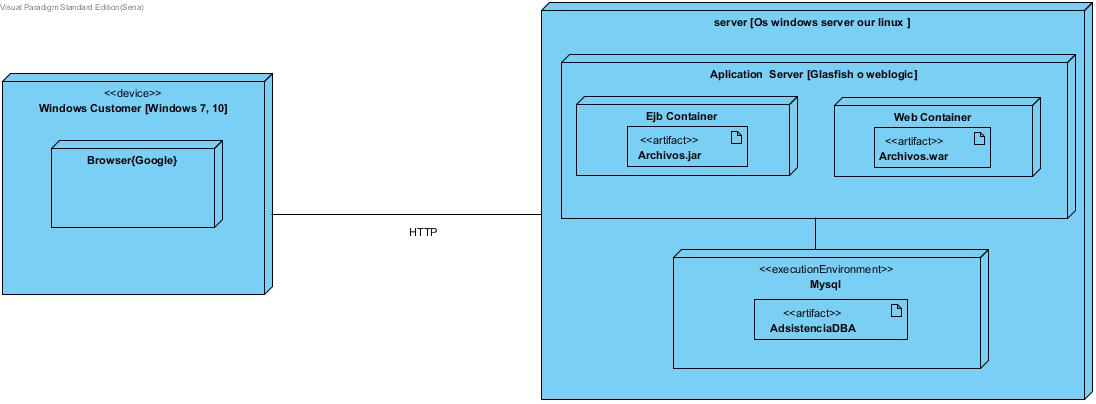 Visual Paradigm Standard Edition(Sena)
server [Os windows server our linux ]
Aplication Server [Glasfish o weblogic]
Ejb Container
<<artifact>>
Archivos.jar
Web Container
<<artifact>>
Archivos.war
<<device>>
Windows Customer [Windows 7, 10]
Browser{Google}
HTTP
<<executionEnvironment>>
Mysql
<<artifact>>
AdsistenciaDBA